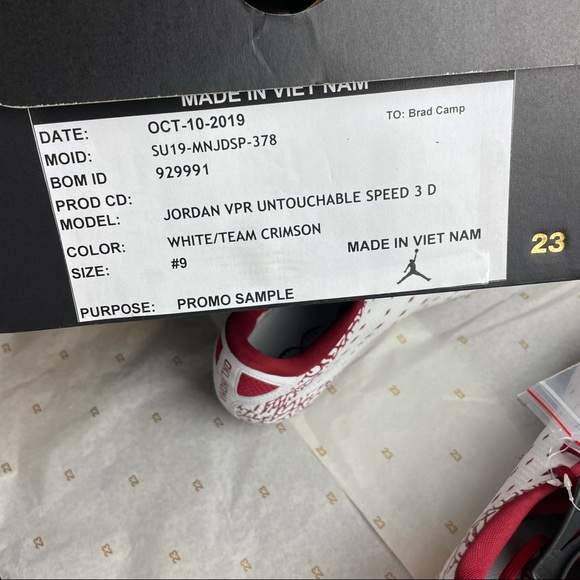 MADE IN VIET NAM
DATE: OCT-10-2019
TO: Brad Camp
MOID: SU19-MNJDSP-378
BOM ID 929991
PROD CD:
MODEL: JORDAN VPR UNTOUCHABLE SPEED 3 D
COLOR: WHITE/TEAM CRIMSON
SIZE: #9
MADE IN VIET NAM
PURPOSE: PROMO SAMPLE
23
23